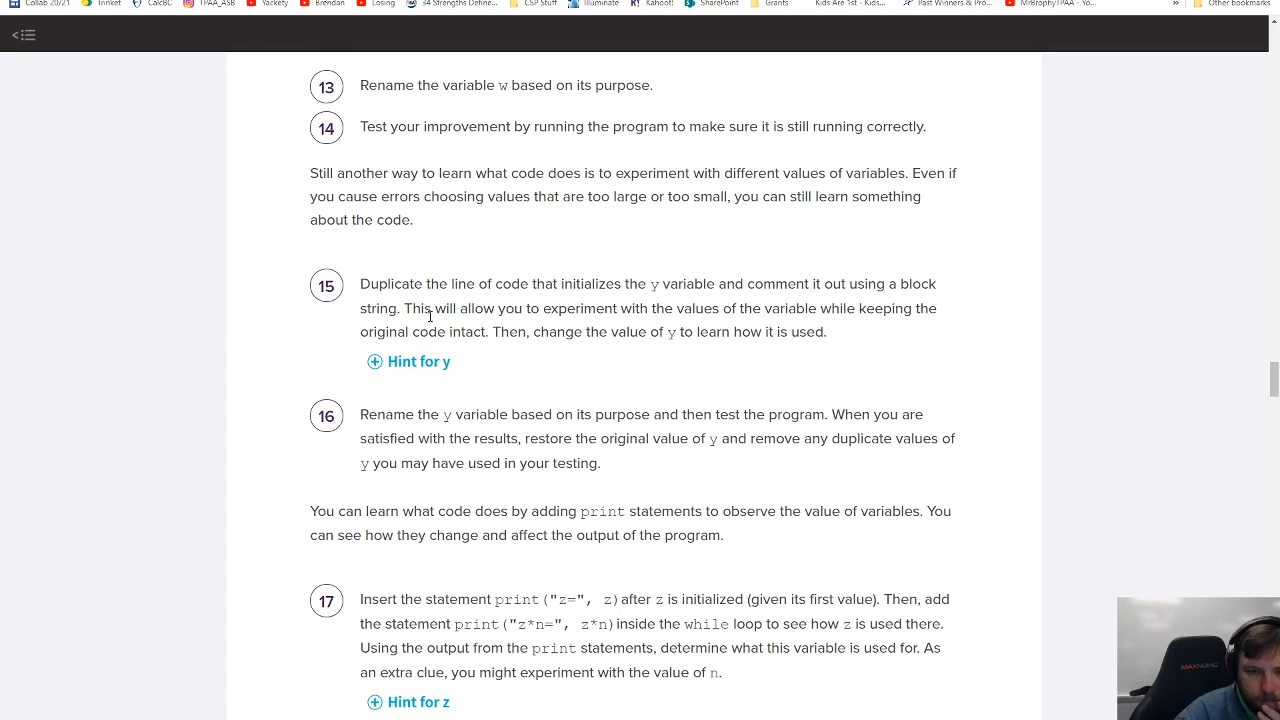 Collab 20/21 Trinket CalcBC TPAA_ASB Yackety Brendan Losing 34 Strengths Define... CSP Stuff Illuminate Kahoot! SharePoint Grants Kids Are 1st - Kids... Past Winners & Pro... MrBrophyTPAA - Yo... » Other bookmarks
13 Rename the variable w based on its purpose.
14 Test your improvement by running the program to make sure it is still running correctly.
Still another way to learn what code does is to experiment with different values of variables. Even if
you cause errors choosing values that are too large or too small, you can still learn something
about the code.
15 Duplicate the line of code that initializes the y variable and comment it out using a block
string. This will allow you to experiment with the values of the variable while keeping the
original code intact. Then, change the value of y to learn how it is used.
Hint for y
16 Rename the y variable based on its purpose and then test the program. When you are
satisfied with the results, restore the original value of y and remove any duplicate values of
y you may have used in your testing.
You can learn what code does by adding print statements to observe the value of variables. You
can see how they change and affect the output of the program.
17 Insert the statement print("z=", z) after z is initialized (given its first value). Then, add
the statement print("z*n=", z*n) inside the while loop to see how z is used there.
Using the output from the print statements, determine what this variable is used for. As
an extra clue, you might experiment with the value of n.
Hint for z
MAXNOMIC